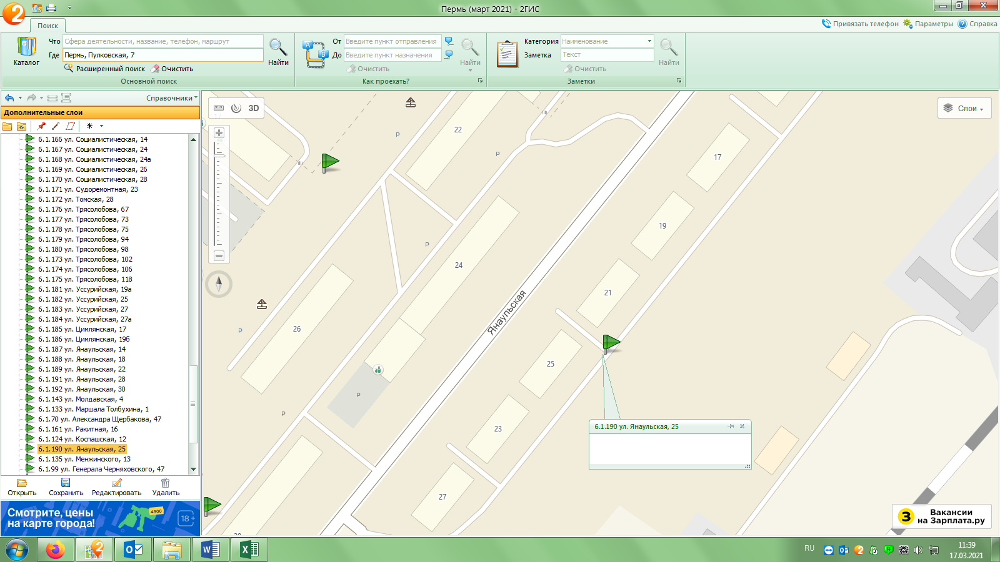 Пермь (март 2021) - 2ГИС
Поиск
Привязать телефон
Параметры
Справка
Каталог
Что
Сфера деятельности, название, телефон, маршрут
Где
Пермь, Пулковская, 7
Расширенный поиск
Очистить
Найти
Основной поиск
От
Введите пункт отправления
До
Введите пункт назначения
Очистить
Найти
Как проехать?
Категория
Наименование
Заметка
Текст
Очистить
Найти
Заметки
Справочники
Дополнительные слои
6.1.166 ул. Социалистическая, 14
6.1.167 ул. Социалистическая, 24
6.1.168 ул. Социалистическая, 24а
6.1.169 ул. Социалистическая, 26
6.1.170 ул. Социалистическая, 28
6.1.171 ул. Судоремонтная, 23
6.1.172 ул. Томская, 28
6.1.176 ул. Трясолобова, 67
6.1.177 ул. Трясолобова, 73
6.1.178 ул. Трясолобова, 75
6.1.179 ул. Трясолобова, 94
6.1.180 ул. Трясолобова, 98
6.1.173 ул. Трясолобова, 102
6.1.174 ул. Трясолобова, 106
6.1.175 ул. Трясолобова, 118
6.1.181 ул. Уссурийская, 19а
6.1.182 ул. Уссурийская, 25
6.1.183 ул. Уссурийская, 27
6.1.184 ул. Уссурийская, 27а
6.1.185 ул. Цимлянская, 17
6.1.186 ул. Цимлянская, 19б
6.1.187 ул. Янаульская, 14
6.1.188 ул. Янаульская, 18
6.1.189 ул. Янаульская, 22
6.1.191 ул. Янаульская, 28
6.1.192 ул. Янаульская, 30
6.1.143 ул. Молдавская, 4
6.1.133 ул. Маршала Толбухина, 1
6.1.70 ул. Александра Щербакова, 47
6.1.161 ул. Ракитная, 16
6.1.124 ул. Коспашская, 12
6.1.190 ул. Янаульская, 25
6.1.135 ул. Менжинского, 13
6.1.99 ул. Генерала Черняховского, 47
Открыть
Сохранить
Редактировать
Удалить
Смотрите, цены
на карте города!
4900
18+
3D
17
Слои
22
17
19
24
21
26
25
23
27
P
P
P
P
P
P
Янаульская
6.1.190 ул. Янаульская, 25
З
Вакансии
на Зарплата.ру
RU
11:39
17.03.2021